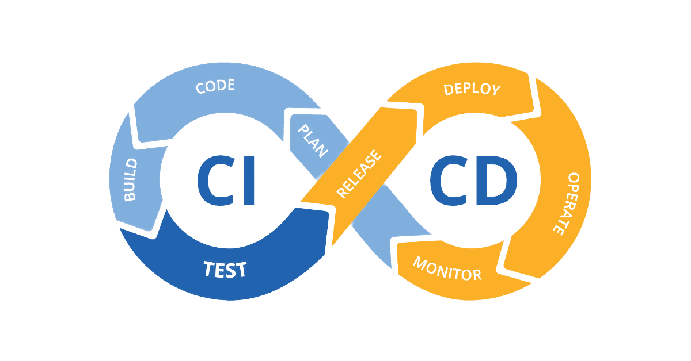 CODE
PLAN
BUILD
CI
TEST
RELEASE
DEPLOY
CD
OPERATE
MONITOR